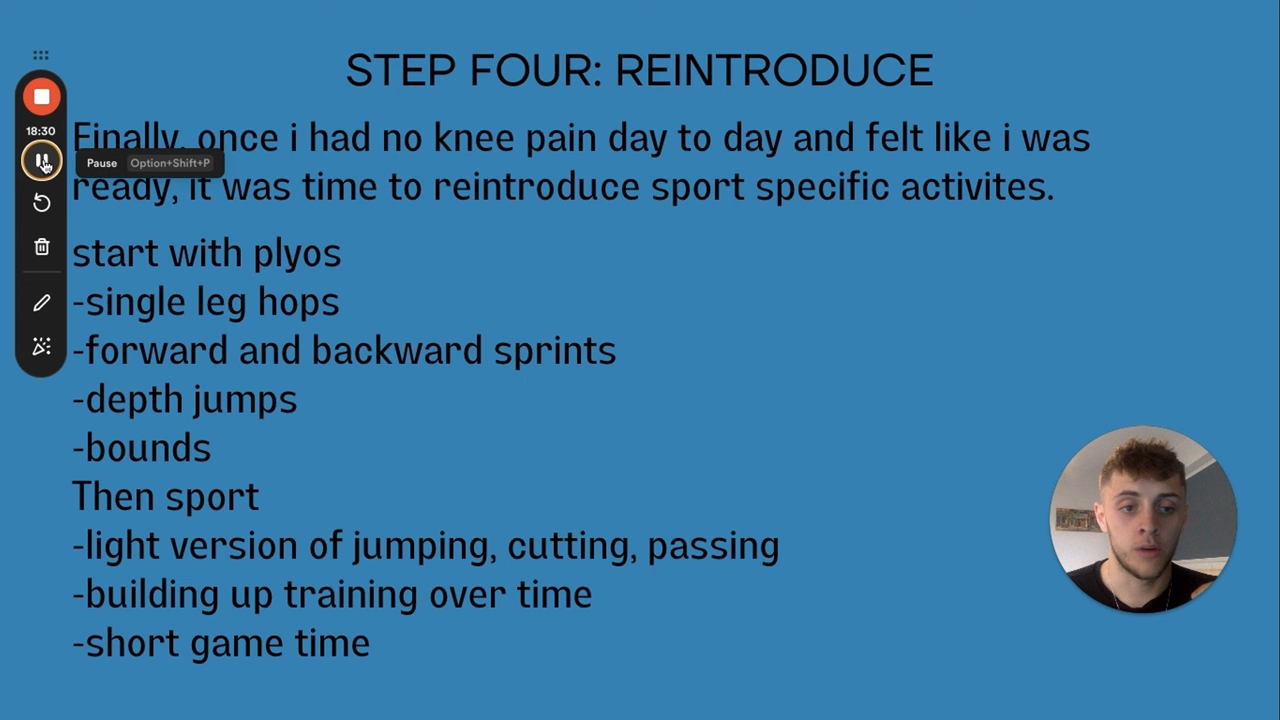 STEP FOUR: REINTRODUCE
18:30
Finally, once i had no knee pain day to day and felt like i was
Pause Option+Shift+P
ready, it was time to reintroduce sport specific activites.
start with plyos
-single leg hops
-forward and backward sprints
-depth jumps
-bounds
Then sport
-light version of jumping, cutting, passing
-building up training over time
-short game time